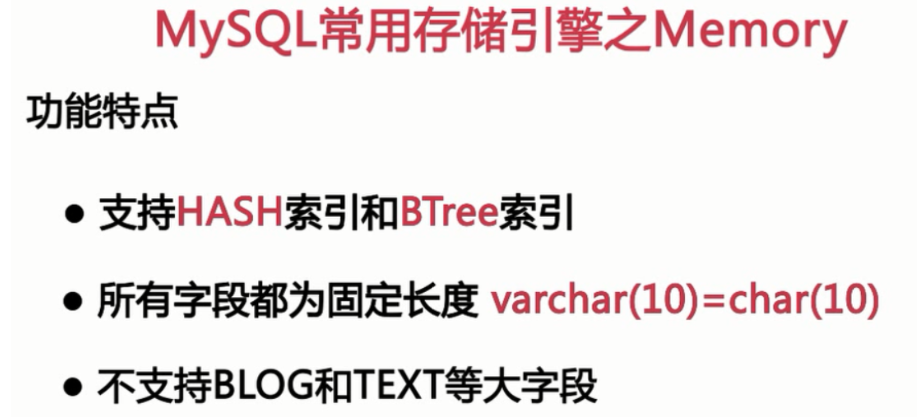 MySQL常用存储引擎之Memory
功能特点
● 支持HASH索引和BTree索引
● 所有字段都为固定长度 varchar(10)=char(10)
● 不支持BLOG和TEXT等大字段